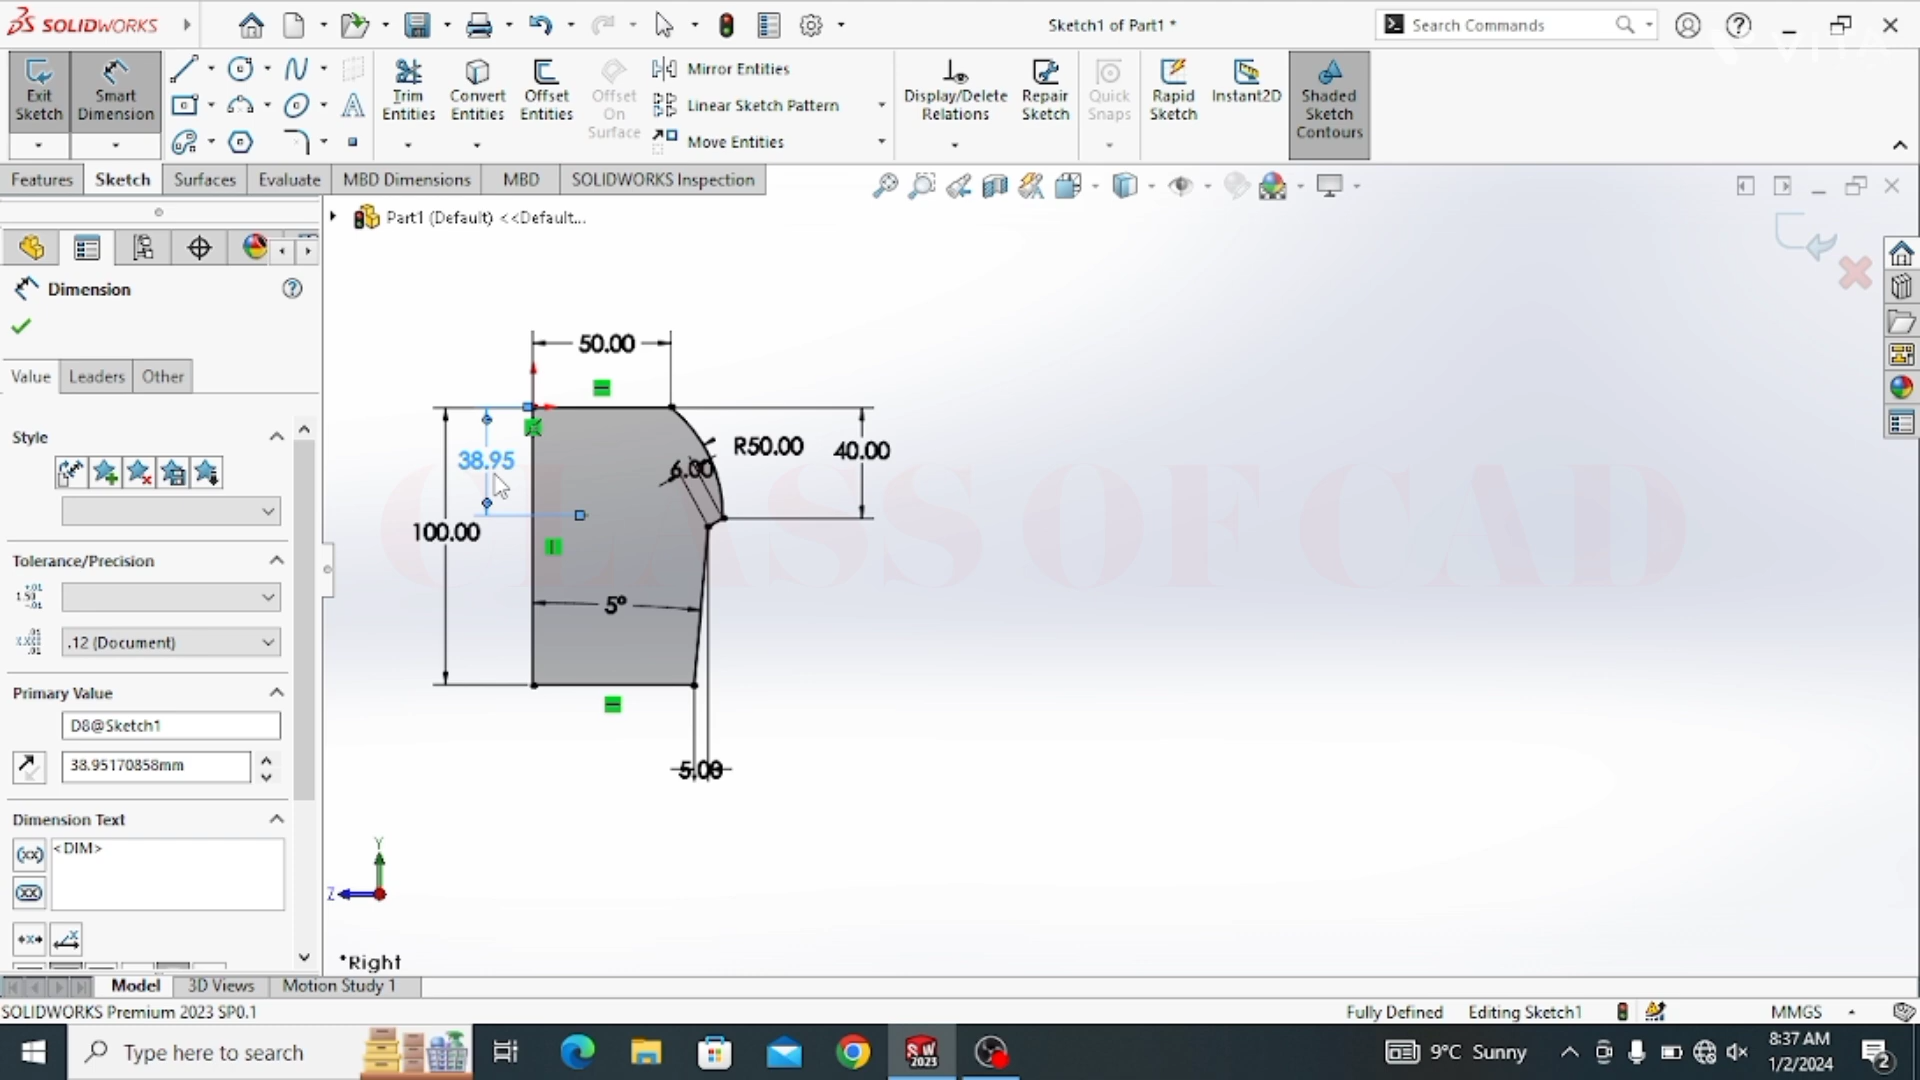 SOLIDWORKS
Sketch1 of Part1 *
Search Commands
Exit Sketch
Smart Dimension
Trim Entities
Convert Entities
Offset Entities
Offset On Surface
Mirror Entities
Linear Sketch Pattern
Move Entities
Display/Delete Relations
Repair Sketch
Quick Snaps
Rapid Sketch
Instant2D
Shaded Sketch Contours
Features
Sketch
Surfaces
Evaluate
MBD Dimensions
MBD
SOLIDWORKS Inspection
Part1 (Default) <<Default...
Dimension
Value
Leaders
Other
Style
Tolerance/Precision
.12 (Document)
Primary Value
D8@Sketch1
38.95170858mm
Dimension Text
<DIM>
50.00
38.95
R50.00
40.00
6.00
100.00
5°
5.00
CLASS OF CAD
Y
Z
*Right
Model
3D Views
Motion Study 1
SOLIDWORKS Premium 2023 SP0.1
Fully Defined
Editing Sketch1
MMGS
Type here to search
9°C Sunny
8:37 AM
1/2/2024
2